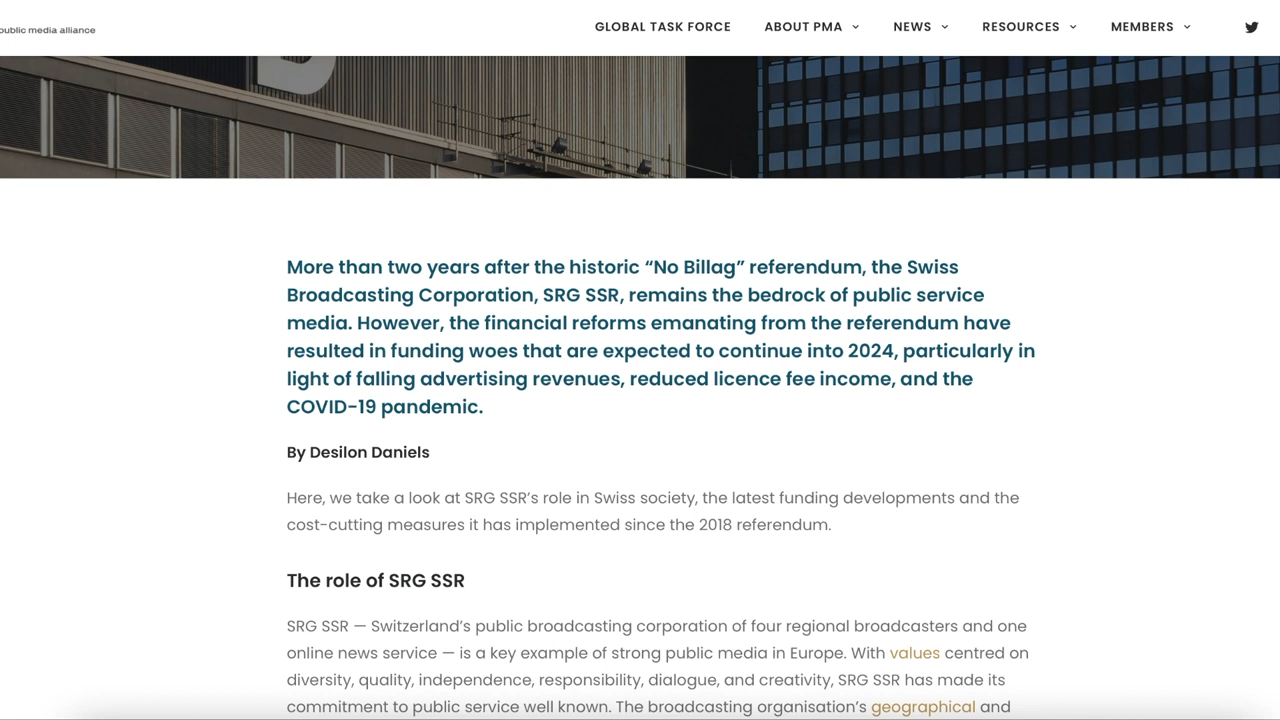 public media alliance
GLOBAL TASK FORCE ABOUT PMA NEWS RESOURCES MEMBERS
More than two years after the historic “No Billag” referendum, the Swiss
Broadcasting Corporation, SRG SSR, remains the bedrock of public service
media. However, the financial reforms emanating from the referendum have
resulted in funding woes that are expected to continue into 2024, particularly in
light of falling advertising revenues, reduced licence fee income, and the
COVID-19 pandemic.
By Desilon Daniels
Here, we take a look at SRG SSR’s role in Swiss society, the latest funding developments and the
cost-cutting measures it has implemented since the 2018 referendum.
The role of SRG SSR
SRG SSR — Switzerland’s public broadcasting corporation of four regional broadcasters and one
online news service — is a key example of strong public media in Europe. With values centred on
diversity, quality, independence, responsibility, dialogue, and creativity, SRG SSR has made its
commitment to public service well known. The broadcasting organisation’s geographical and